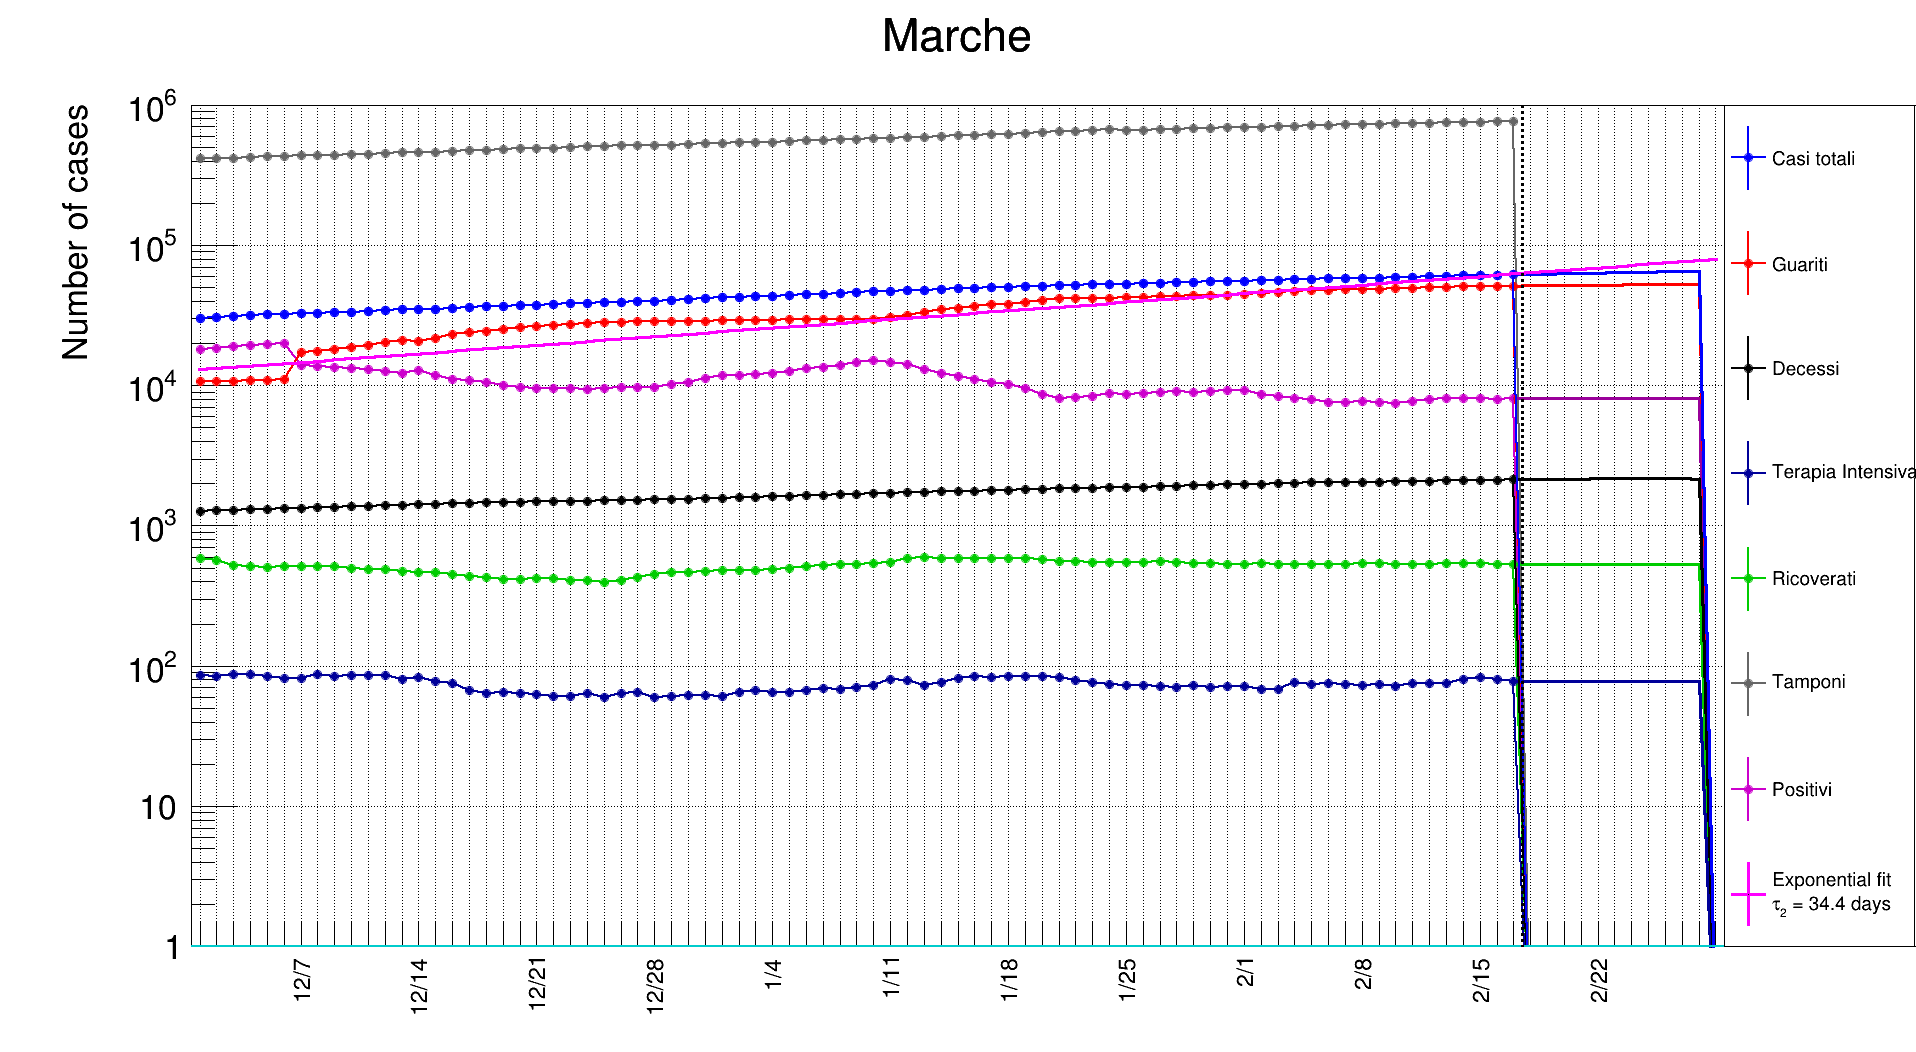 Marche
Number of cases
10^6
10^5
10^4
10^3
10^2
10
1
12/7
12/14
12/21
12/28
1/4
1/11
1/18
1/25
2/1
2/8
2/15
2/22
Casi totali
Guariti
Decessi
Terapia Intensiva
Ricoverati
Tamponi
Positivi
Exponential fit
τ₂ = 34.4 days